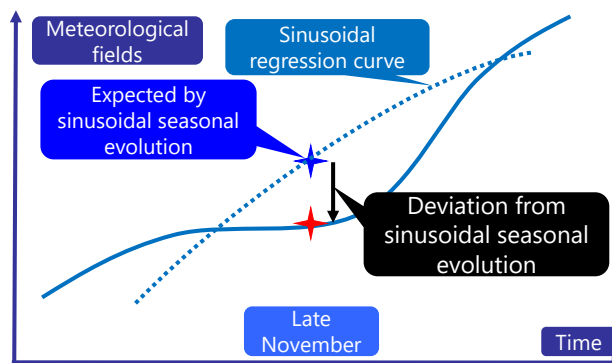 Meteorological
fields
Sinusoidal
regression curve
Expected by
sinusoidal seasonal
evolution
Deviation from
sinusoidal seasonal
evolution
Late
November
Time